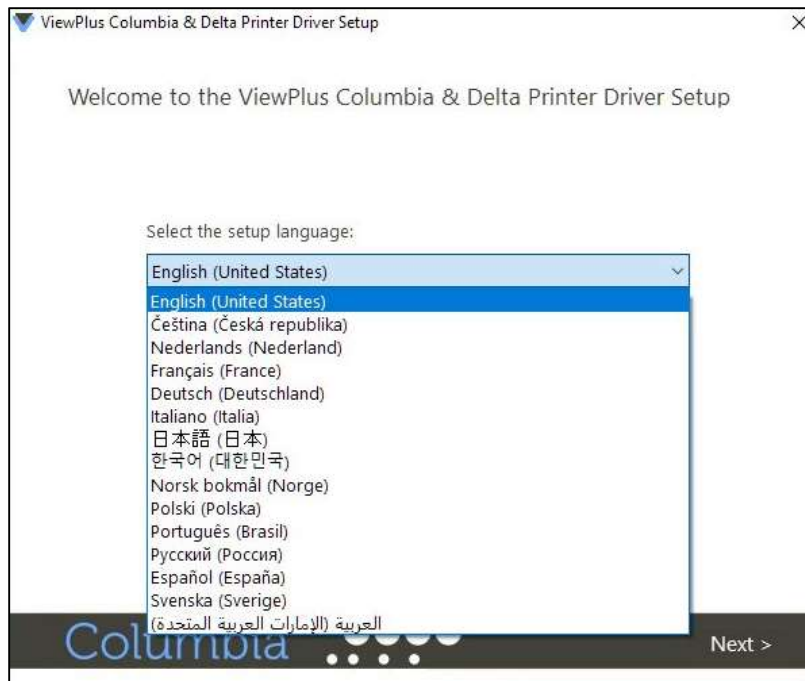 ViewPlus Columbia & Delta Printer Driver Setup
Welcome to the ViewPlus Columbia & Delta Printer Driver Setup
Select the setup language:
English (United States)
English (United States)
Čeština (Česká republika)
Nederlands (Nederland)
Français (France)
Deutsch (Deutschland)
Italiano (Italia)
日本語 (日本)
한국어 (대한민국)
Norsk bokmål (Norge)
Polski (Polska)
Português (Brasil)
Русский (Россия)
Español (España)
Svenska (Sverige)
العربية (الإمارات العربية المتحدة)
Columbia
Next >